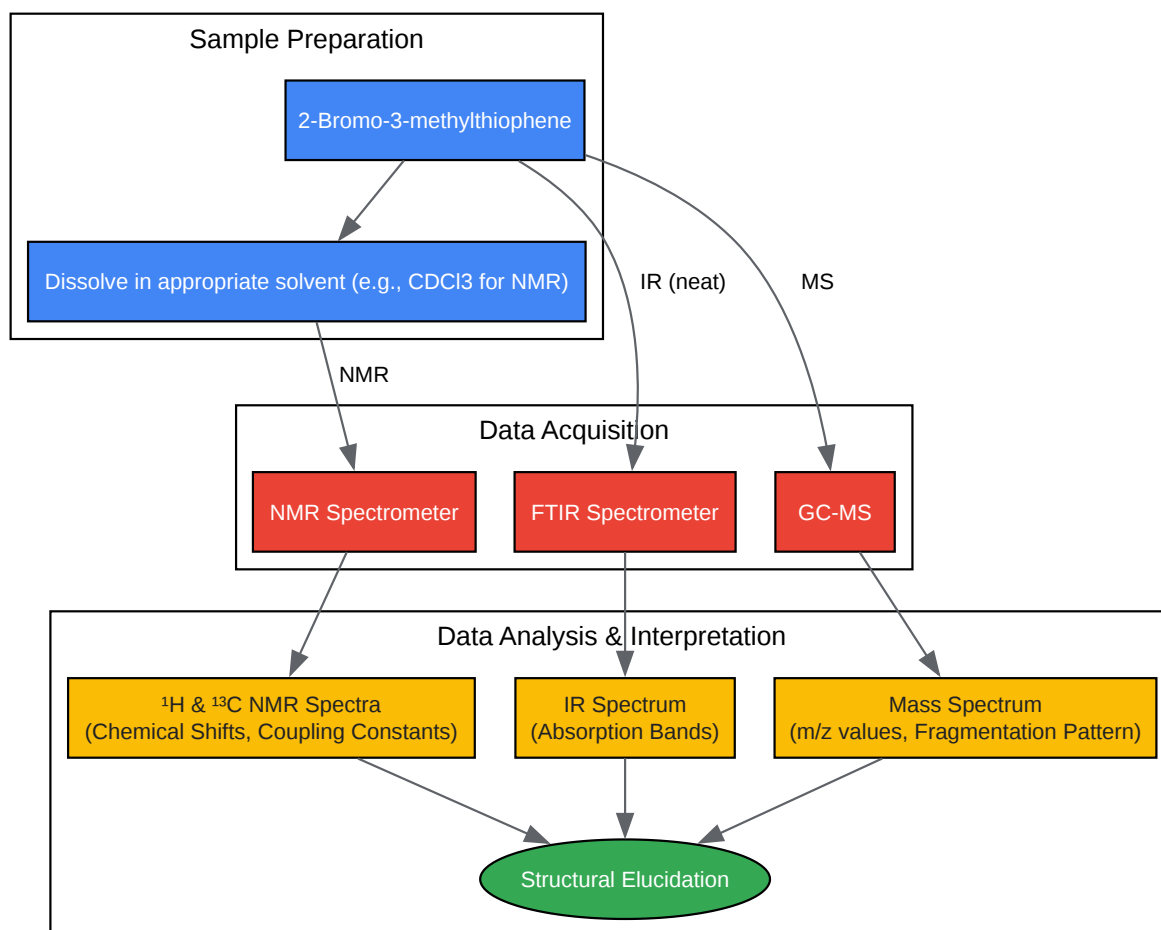 Sample Preparation
2-Bromo-3-methylthiophene
Dissolve in appropriate solvent (e.g., CDCl3 for NMR)
IR (neat)
MS
NMR
Data Acquisition
NMR Spectrometer
FTIR Spectrometer
GC-MS
Data Analysis & Interpretation
¹H & ¹³C NMR Spectra
(Chemical Shifts, Coupling Constants)
IR Spectrum
(Absorption Bands)
Mass Spectrum
(m/z values, Fragmentation Pattern)
Structural Elucidation